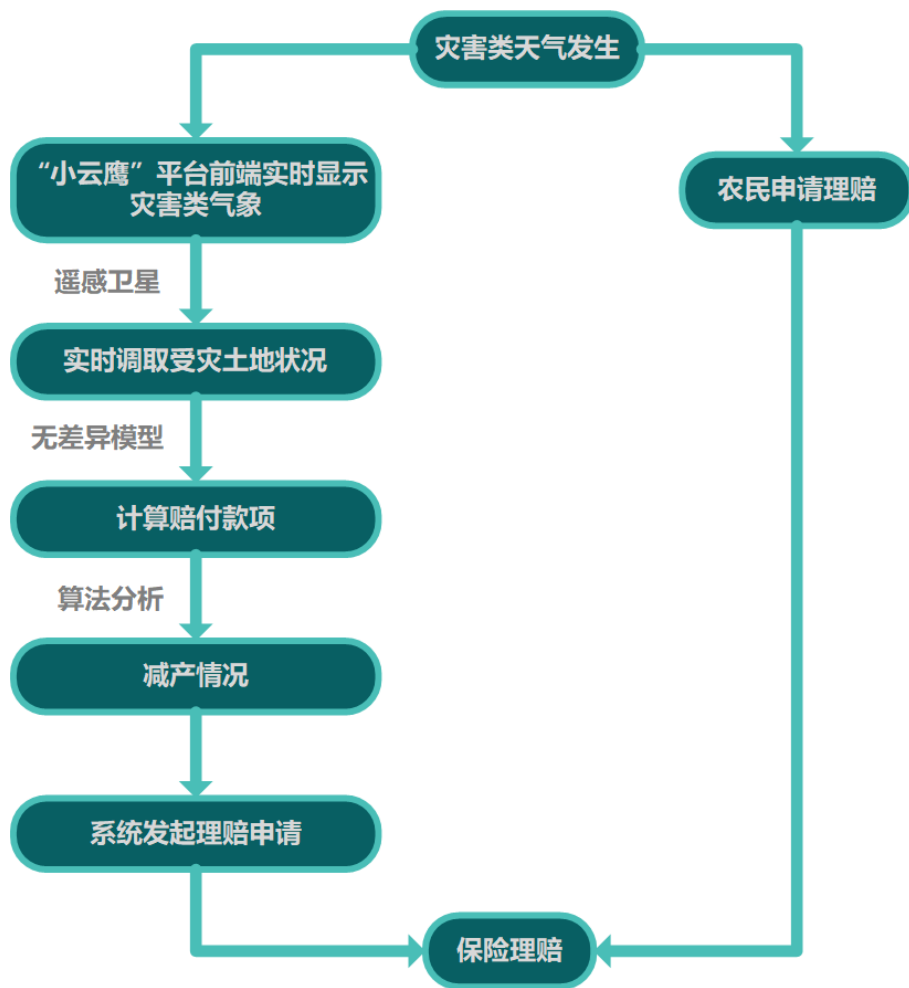 灾害类天气发生
“小云鹰”平台前端实时显示
灾害类气象
农民申请理赔
遥感卫星
实时调取受灾土地状况
无差异模型
计算赔付款项
算法分析
减产情况
系统发起理赔申请
保险理赔